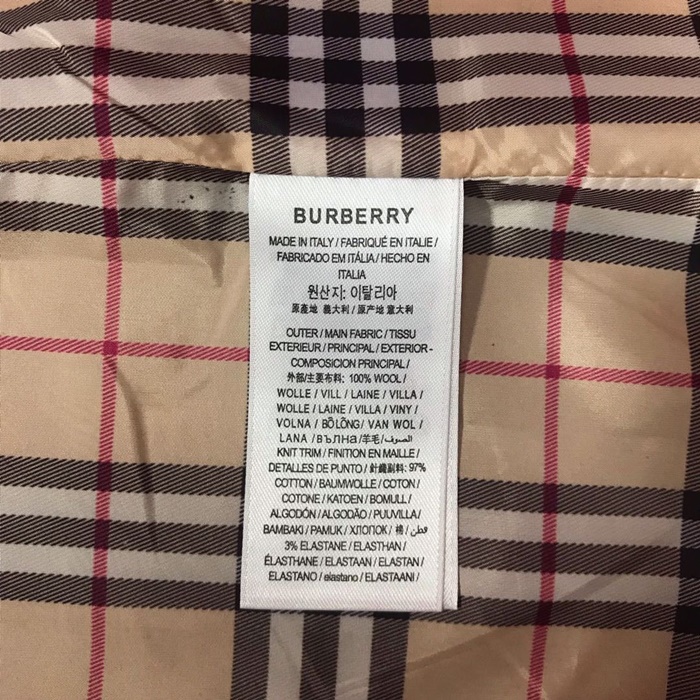 BURBERRY
MADE IN ITALY / FABRIQUÉ EN ITALIE /
FABRICADO EM ITÁLIA / HECHO EN
ITALIA
원산지: 이탈리아
原產地 義大利 / 原产地 意大利
OUTER / MAIN FABRIC / TISSU
EXTERIEUR / PRINCIPAL / EXTERIOR -
COMPOSICION PRINCIPAL /
外部/主要布料: 100% WOOL /
WOLLE / VILL / LAINE / VILLA /
WOLLE / LAINE / VILLA / VINY /
VOLNA / BÕLÕNG / VAN WOL /
LANA / ВЪлНа / 羊毛 / الصوف /
KNIT TRIM / FINITION EN MAILLE /
DETALLES DE PUNTO / 針織副料: 97%
COTTON / BAUMWOLLE / COTON /
COTONE / KATOEN / BOMULL /
ALGODÓN / ALGODÃO / PUUVILLA /
BAMBAKI / PAMUK / ХЛОПОК / 棉 / قطن /
3% ELASTANE / ELASTHAN /
ÉLASTHANE / ELASTAAN / ELASTAN /
ELASTANO / elastano / ELASTAANI /